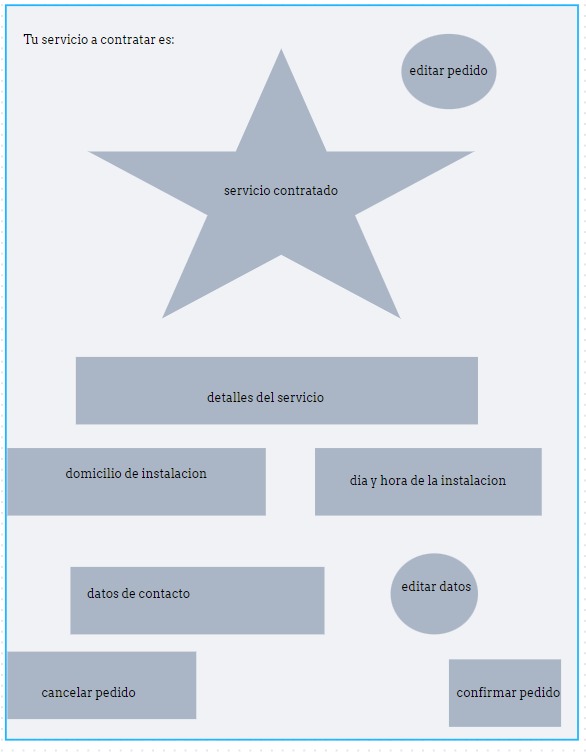 Tu servicio a contratar es:
editar pedido
servicio contratado
detalles del servicio
domicilio de instalacion
dia y hora de la instalacion
datos de contacto
editar datos
cancelar pedido
confirmar pedido